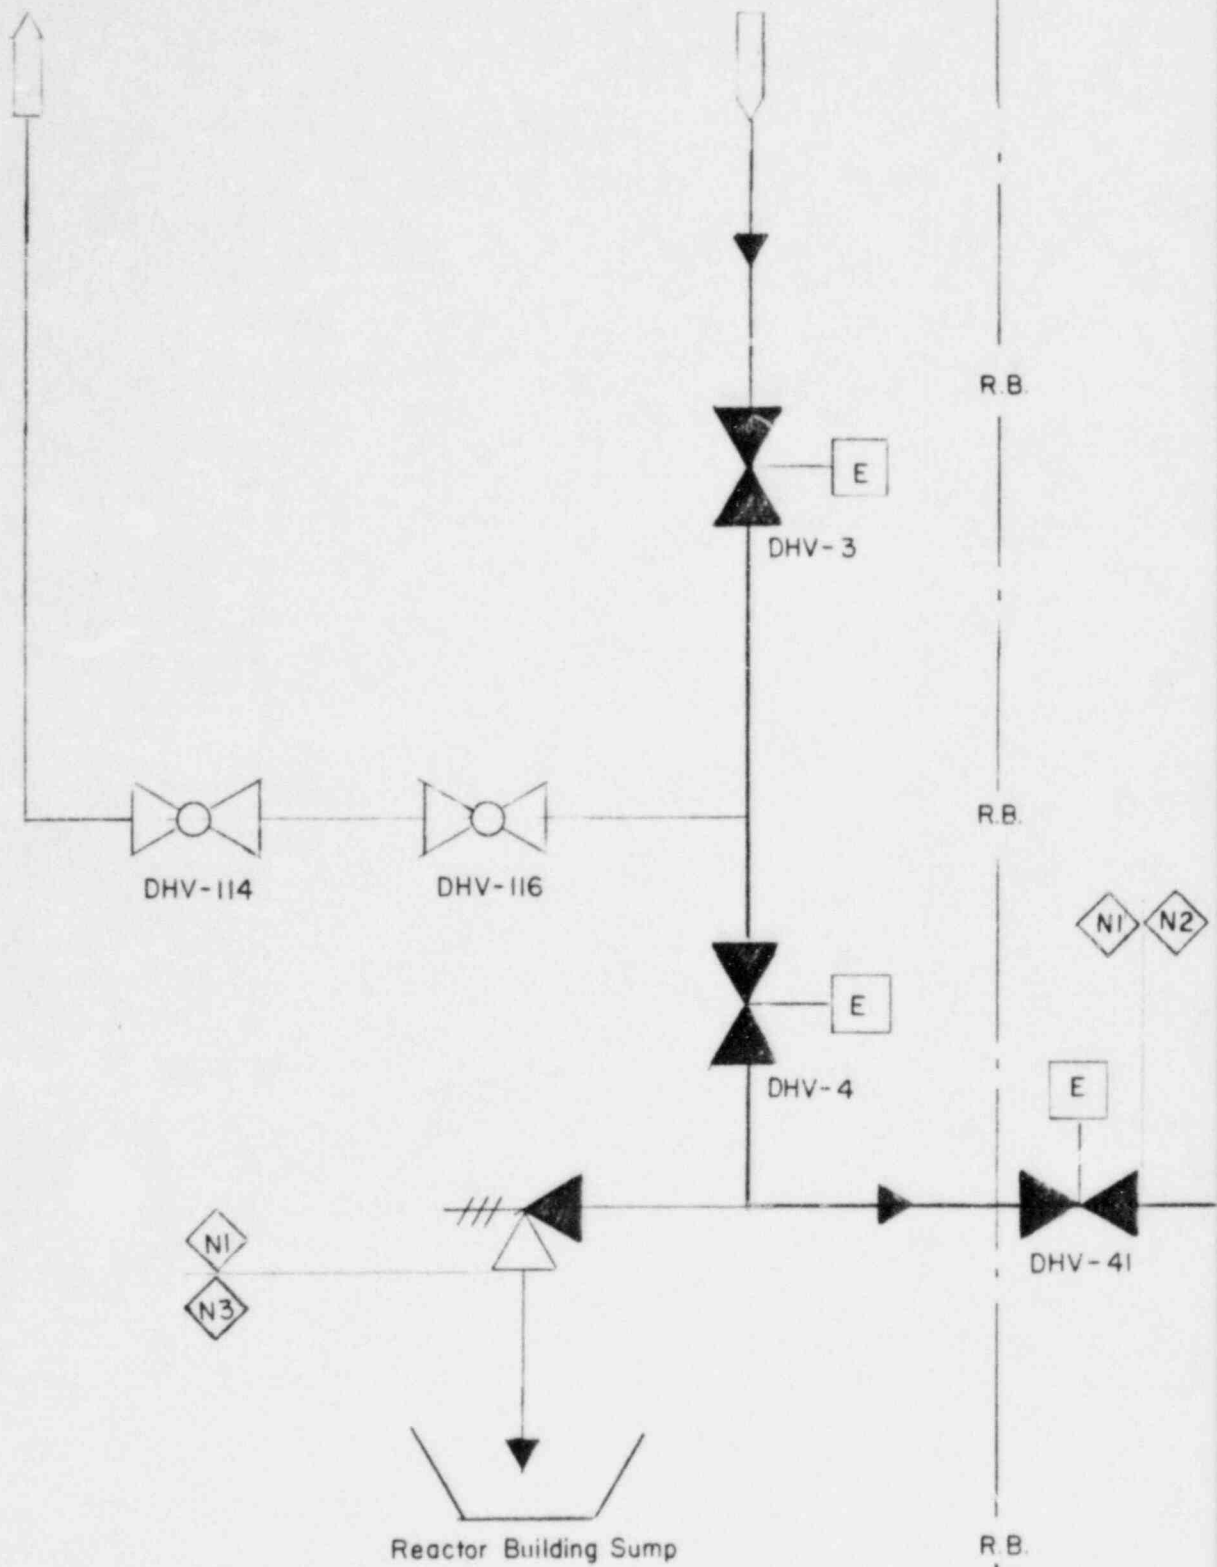 R.B.
E
DHV-3
R.B.
DHV-114
DHV-116
N1
N2
E
DHV-4
E
N1
N3
DHV-41
Reactor Building Sump
R.B.